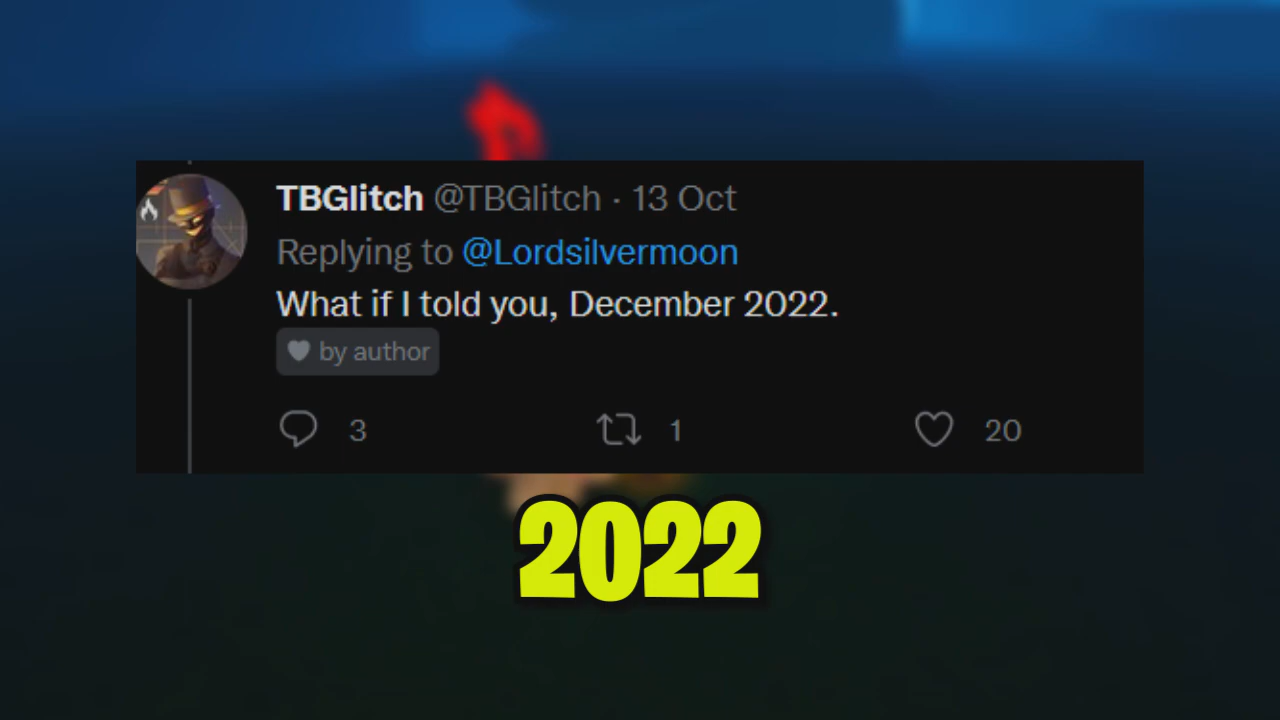 TBGlitch @TBGlitch · 13 Oct
Replying to @Lordsilvermoon
What if I told you, December 2022.
by author
3 1 20
2022